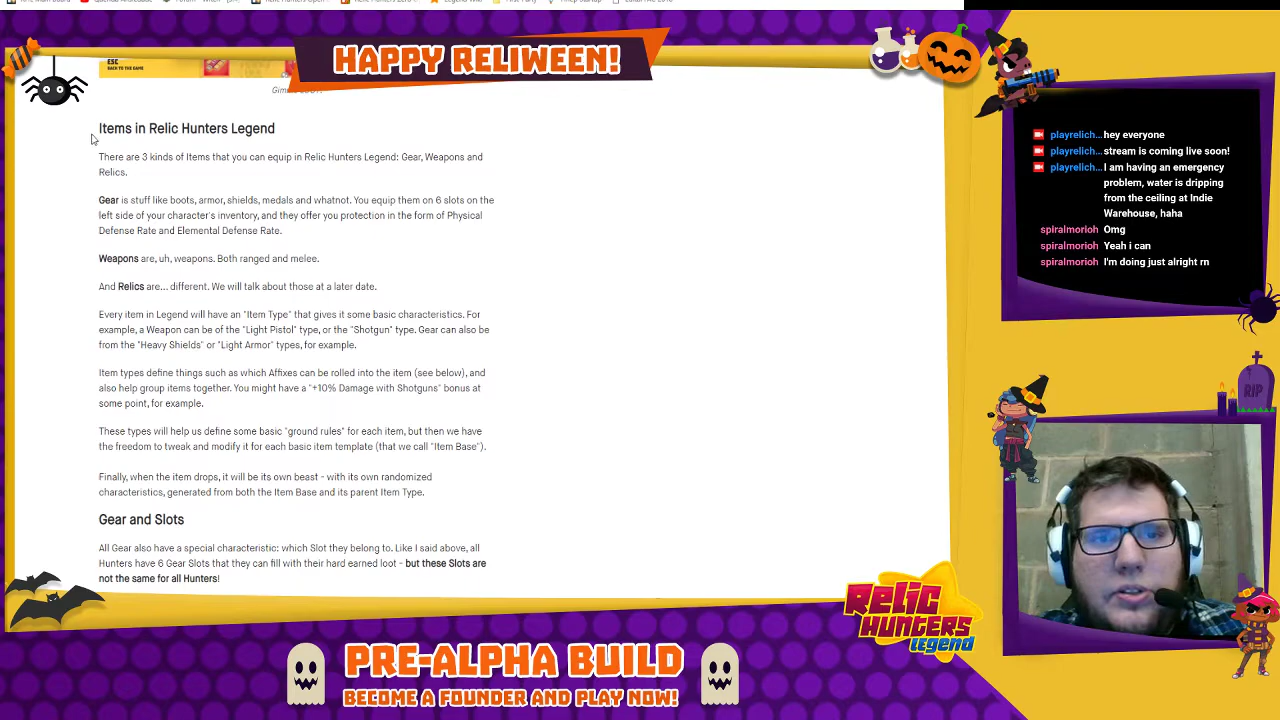 HAPPY RELIWEEN!
ESC
BACK TO THE GAME
Items in Relic Hunters Legend
There are 3 kinds of Items that you can equip in Relic Hunters Legend: Gear, Weapons and
Relics.
Gear is stuff like boots, armor, shields, medals and whatnot. You equip them on 6 slots on the
left side of your character's inventory, and they offer you protection in the form of Physical
Defense Rate and Elemental Defense Rate.
Weapons are, uh, weapons. Both ranged and melee.
And Relics are... different. We will talk about those at a later date.
Every item in Legend will have an "Item Type" that gives it some basic characteristics. For
example, a Weapon can be of the "Light Pistol" type, or the "Shotgun" type. Gear can also be
from the "Heavy Shields" or "Light Armor" types, for example.
Item types define things such as which Affixes can be rolled into the item (see below), and
also help group items together. You might have a "+10% Damage with Shotguns" bonus at
some point, for example.
These types will help us define some basic "ground rules" for each item, but then we have
the freedom to tweak and modify it for each basic item template (that we call "Item Base").
Finally, when the item drops, it will be its own beast - with its own randomized
characteristics, generated from both the Item Base and its parent Item Type.
Gear and Slots
All Gear also have a special characteristic: which Slot they belong to. Like I said above, all
Hunters have 6 Gear Slots that they can fill with their hard earned loot - but these Slots are
not the same for all Hunters!
playrelich... hey everyone
playrelich... stream is coming live soon!
playrelich... I am having an emergency
problem, water is dripping
from the ceiling at Indie
Warehouse, haha
spiralmorioh Omg
spiralmorioh Yeah i can
spiralmorioh I'm doing just alright rn
RIP
RELIC
HUNTERS
LEGEND
PRE-ALPHA BUILD
BECOME A FOUNDER AND PLAY NOW!